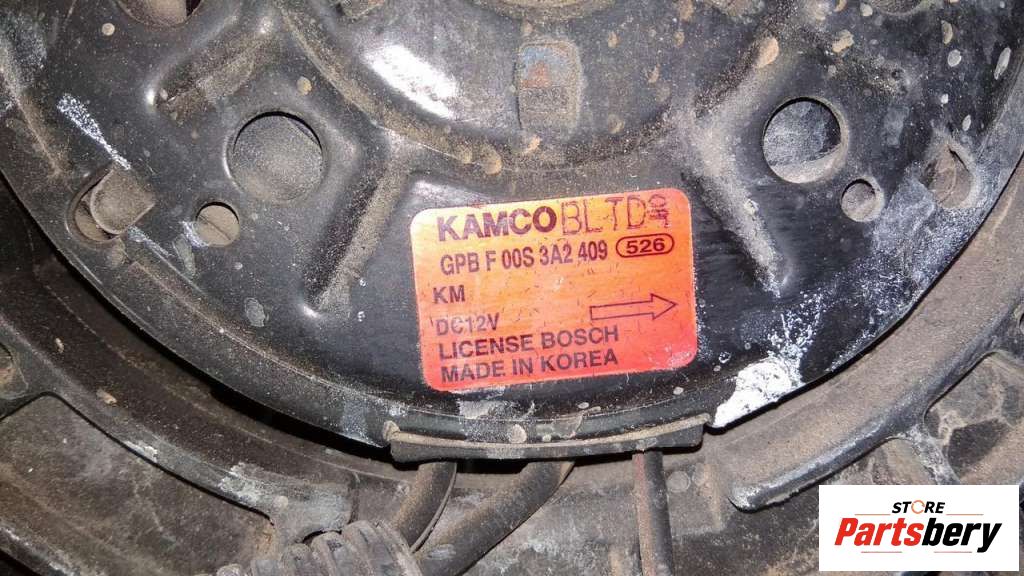 KAMCO BLTD
GPB F 00S 3A2 409 526
KM
DC12V
LICENSE BOSCH
MADE IN KOREA
STORE
Partsbery